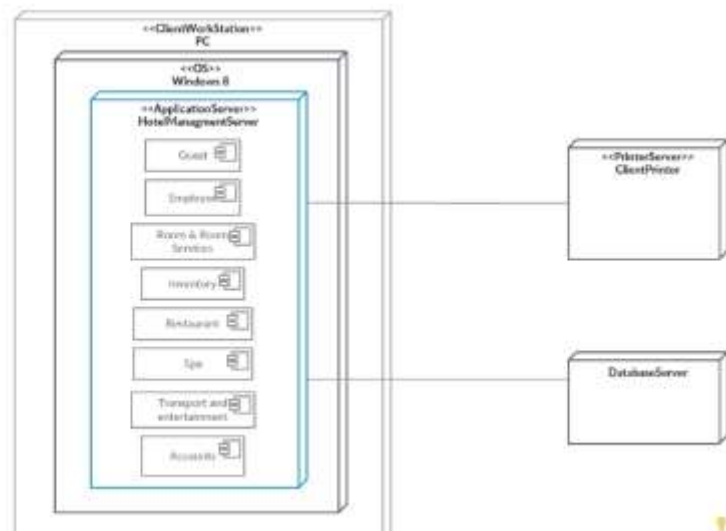 <<ClientWorkStation>>
PC
<<OS>>
Windows 8
<<ApplicationServer>>
HotelManagmentServer
Guest
Employee
Room & Room
Services
Inventory
Restaurant
Spa
Transport and
entertainment
Accounts
<<PrinterServer>>
ClientPrinter
DatabaseServer